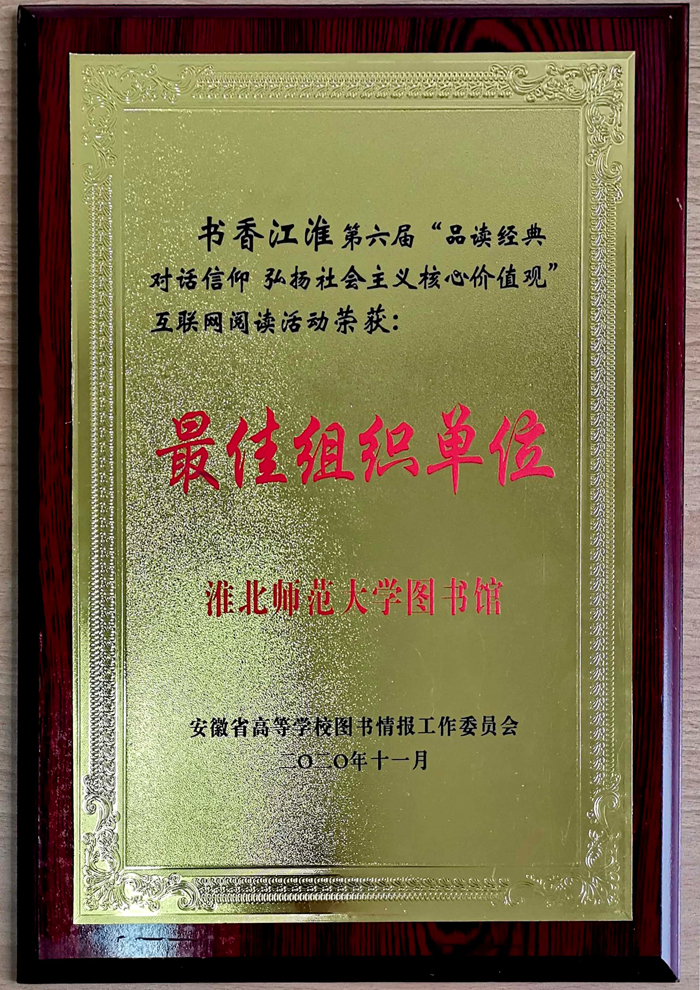 书香江淮第六届“品读经典
对话信仰 弘扬社会主义核心价值观”
互联网阅读活动荣获：
最佳组织单位
淮北师范大学图书馆
安徽省高等学校图书情报工作委员会
二〇二〇年十一月